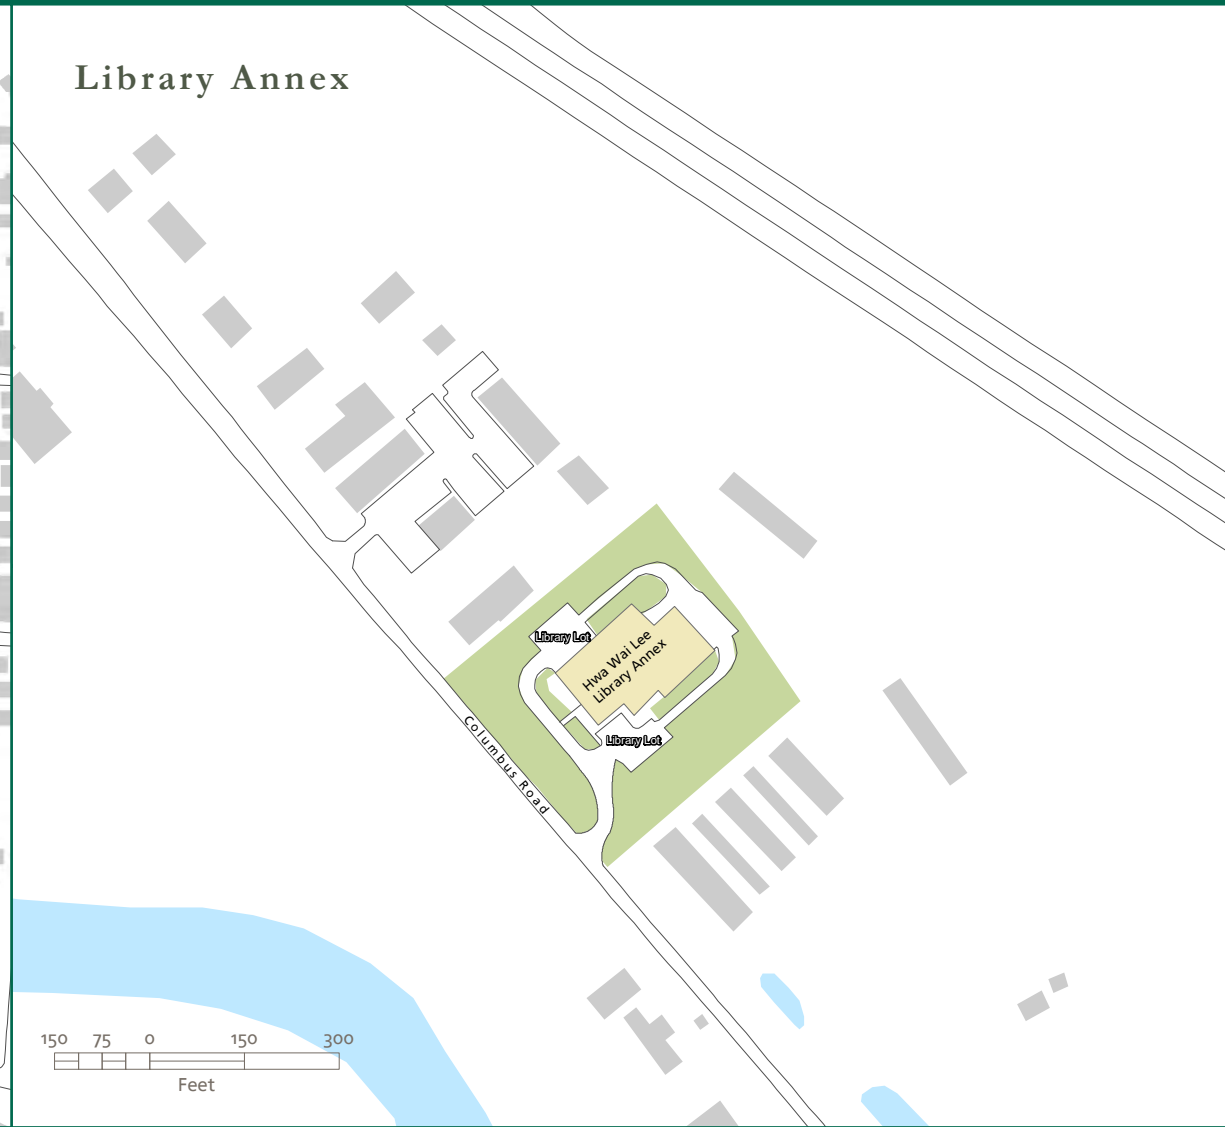 Library Annex
Library Lot
Hwa Wai Lee
Library Annex
Library Lot
Columbus Road
150 75 0 150 300
Feet